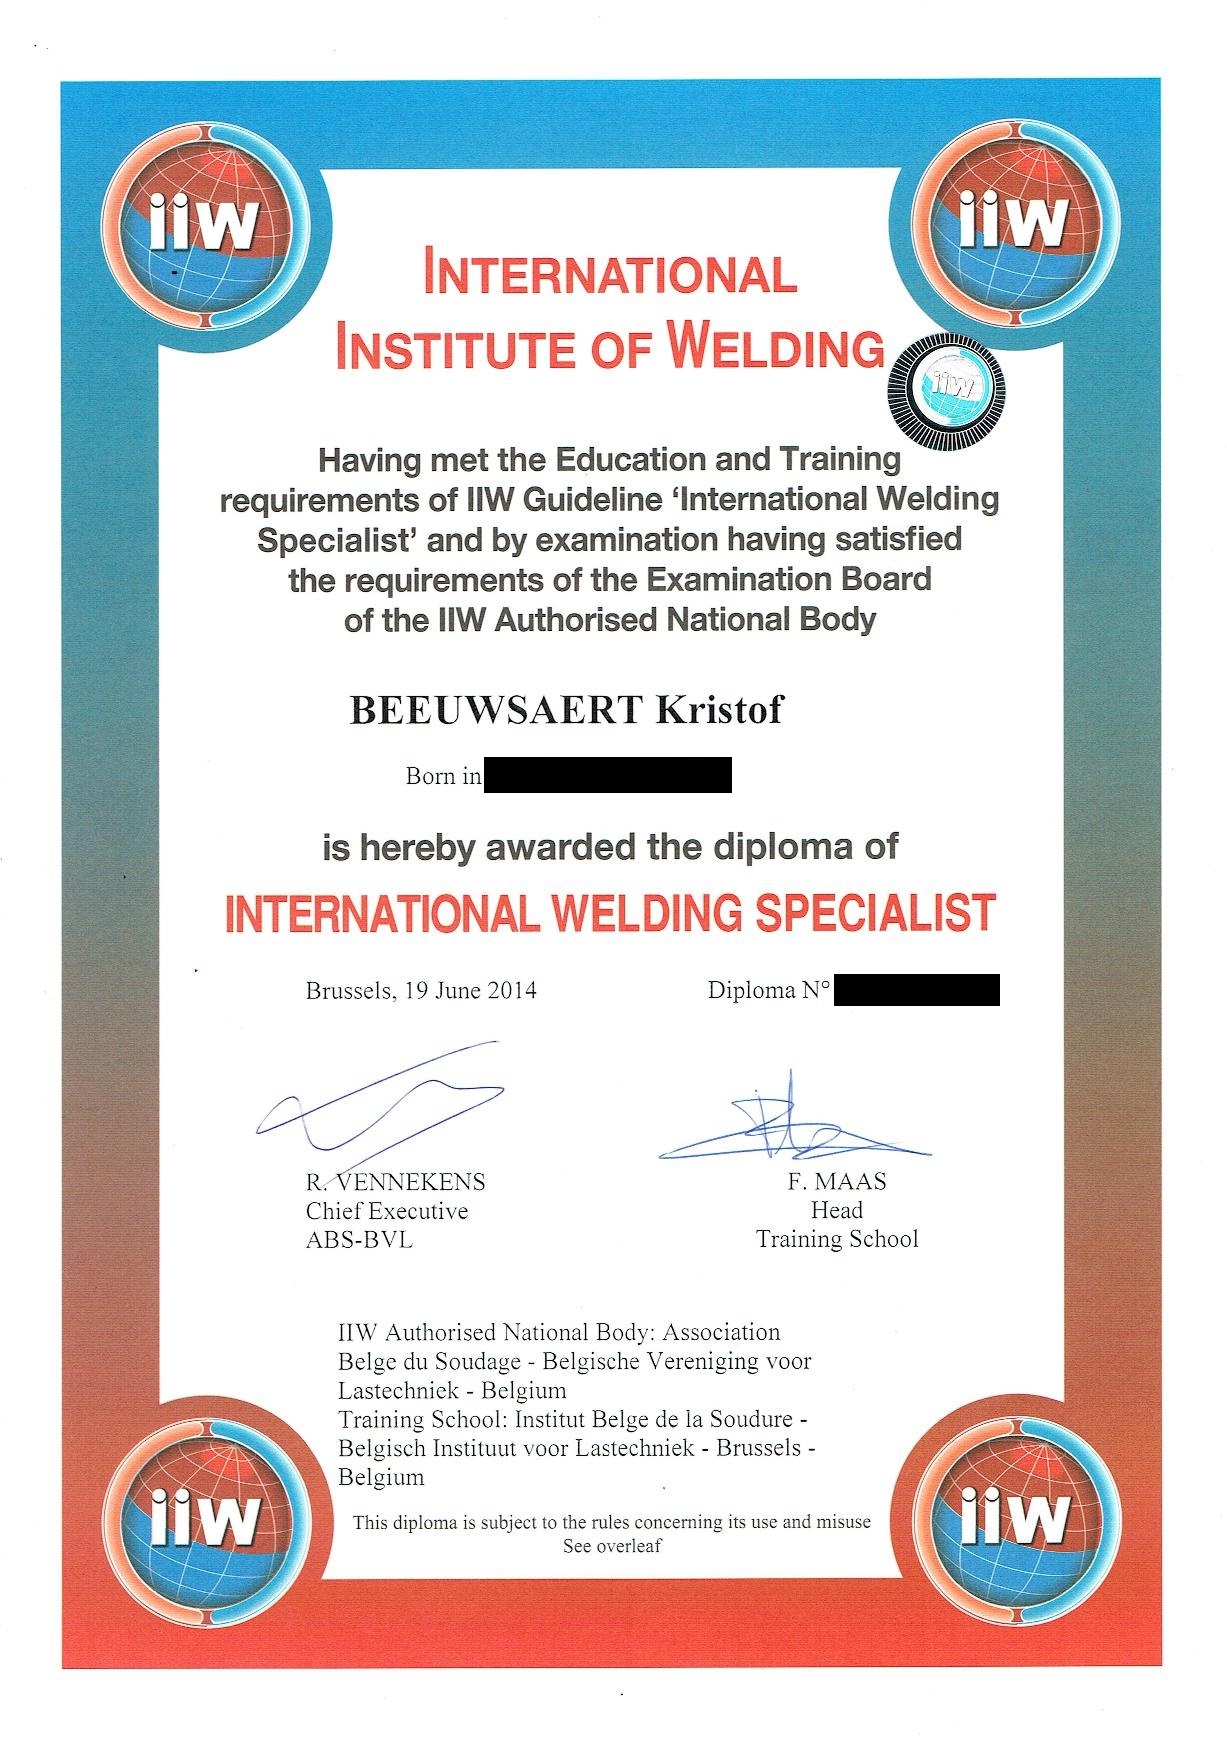 iiw
iiw
INTERNATIONAL
INSTITUTE OF WELDING
iiw
Having met the Education and Training
requirements of IIW Guideline ‘International Welding
Specialist’ and by examination having satisfied
the requirements of the Examination Board
of the IIW Authorised National Body
BEEUWSAERT Kristof
Born in
is hereby awarded the diploma of
INTERNATIONAL WELDING SPECIALIST
Brussels, 19 June 2014
Diploma N°
R. VENNEKENS
Chief Executive
ABS-BVL
F. MAAS
Head
Training School
IIW Authorised National Body: Association
Belge du Soudage - Belgische Vereniging voor
Lastechniek - Belgium
Training School: Institut Belge de la Soudure -
Belgisch Instituut voor Lastechniek - Brussels -
Belgium
This diploma is subject to the rules concerning its use and misuse
See overleaf
iiw
iiw